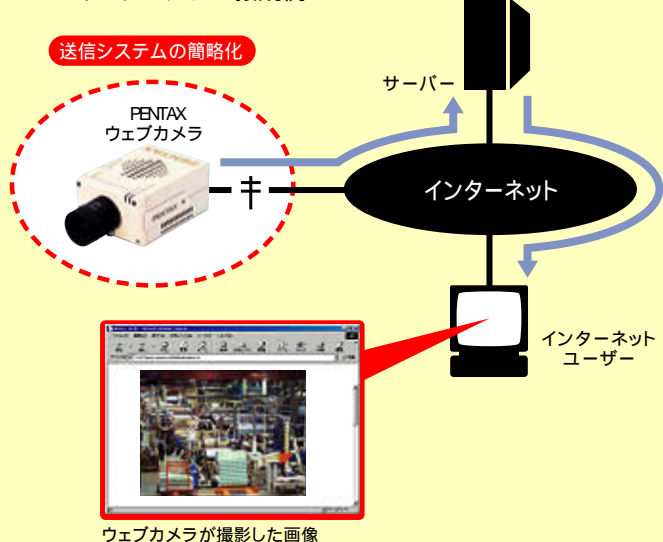 送信システムの簡略化
サーバー
PENTAX
ウェブカメラ
インターネット
PENTAX
インターネット
ユーザー
ウェブカメラが撮影した画像